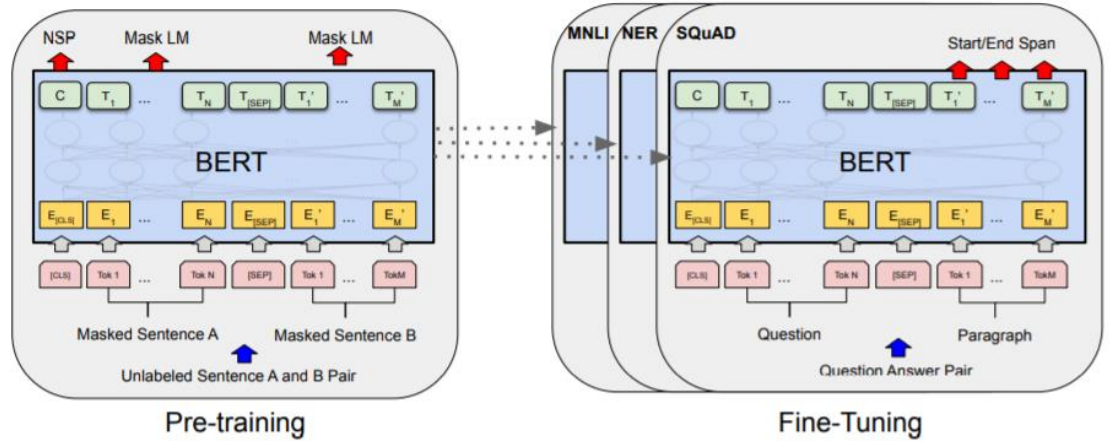 NSP Mask LM Mask LM
C T1 ... TN T[SEP] T1' ... TM'
BERT
E[CLS] E1 ... EN E[SEP] E1' ... EM'
[CLS] Tok 1 ... Tok N [SEP] Tok 1 ... TokM
Masked Sentence A Masked Sentence B
Unlabeled Sentence A and B Pair
Pre-training
MNLI NER SQuAD
Start/End Span
C T1 ... TN T[SEP] T1' ... TM'
BERT
E[CLS] E1 ... EN E[SEP] E1' ... EM'
[CLS] Tok 1 ... Tok N [SEP] Tok 1 ... TokM
Question Paragraph
Question Answer Pair
Fine-Tuning